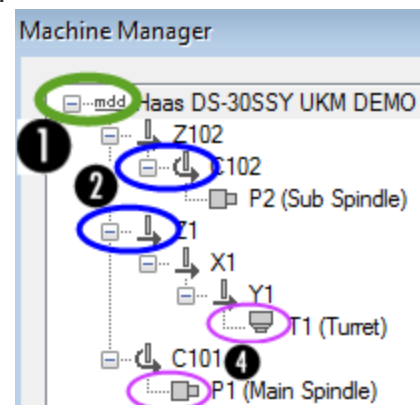 Machine Manager
mdd Haas DS-30SSY UKM DEMO
1
Z102
2
C102
P2 (Sub Spindle)
Z1
X1
Y1
T1 (Turret)
C101
4
P1 (Main Spindle)